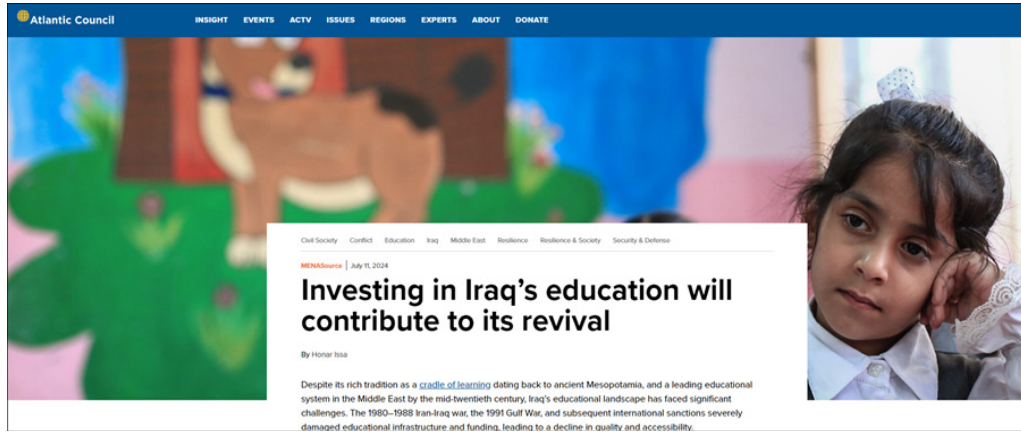 Atlantic Council
INSIGHT EVENTS ACTV ISSUES REGIONS EXPERTS ABOUT DONATE
Civil Society Conflict Education Iraq Middle East Resilience Resilience & Society Security & Defense
MENASource | July 11, 2024
Investing in Iraq’s education will
contribute to its revival
By Honar Issa
Despite its rich tradition as a cradle of learning dating back to ancient Mesopotamia, and a leading educational
system in the Middle East by the mid-twentieth century, Iraq’s educational landscape has faced significant
challenges. The 1980–1988 Iran-Iraq war, the 1991 Gulf War, and subsequent international sanctions severely
damaged educational infrastructure and funding, leading to a decline in quality and accessibility.